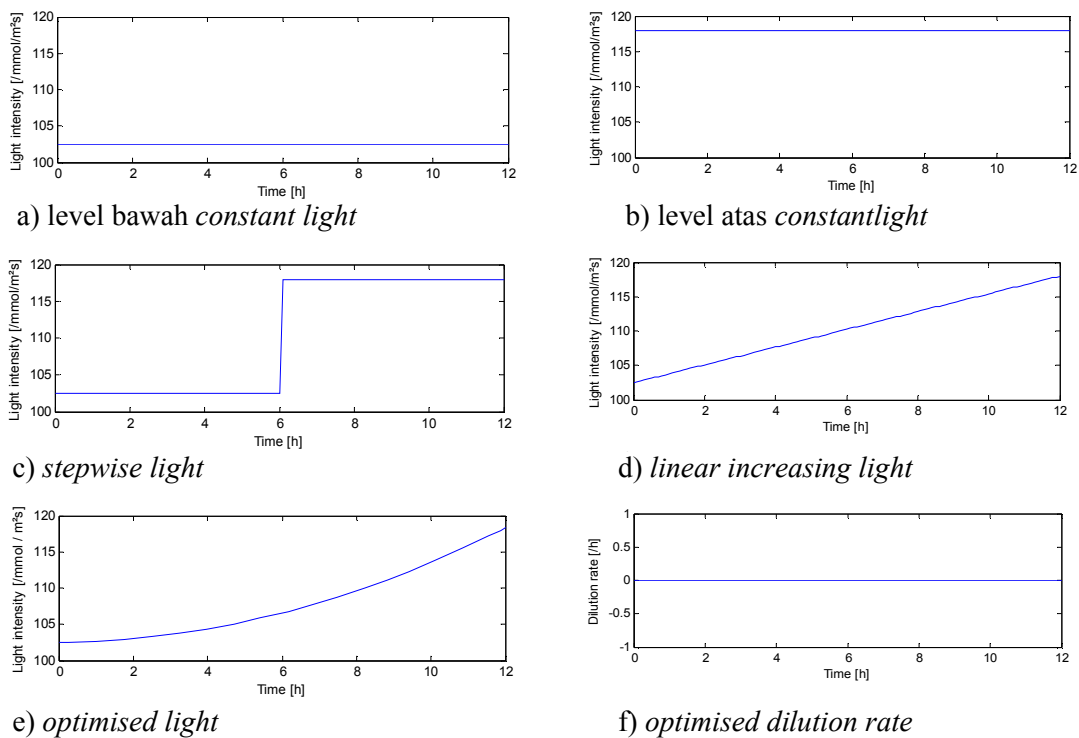 120
115
110
105
100
0 2 4 6 8 10 12
Light intensity [/mmol/m²s]
Time [h]
a) level bawah constant light
120
115
110
105
100
0 2 4 6 8 10 12
Light intensity [/mmol/m²s]
Time [h]
b) level atas constantlight
120
115
110
105
100
0 2 4 6 8 10 12
Light intensity [/mmol/m²s]
Time [h]
c) stepwise light
120
115
110
105
100
0 2 4 6 8 10 12
Light intensity [/mmol/m²s]
Time [h]
d) linear increasing light
120
115
110
105
100
0 2 4 6 8 10 12
Light intensity [/mmol / m²s]
Time [h]
e) optimised light
1
0.5
0
-0.5
-1
0 2 4 6 8 10 12
Dilution rate [/h]
Time [h]
f) optimised dilution rate